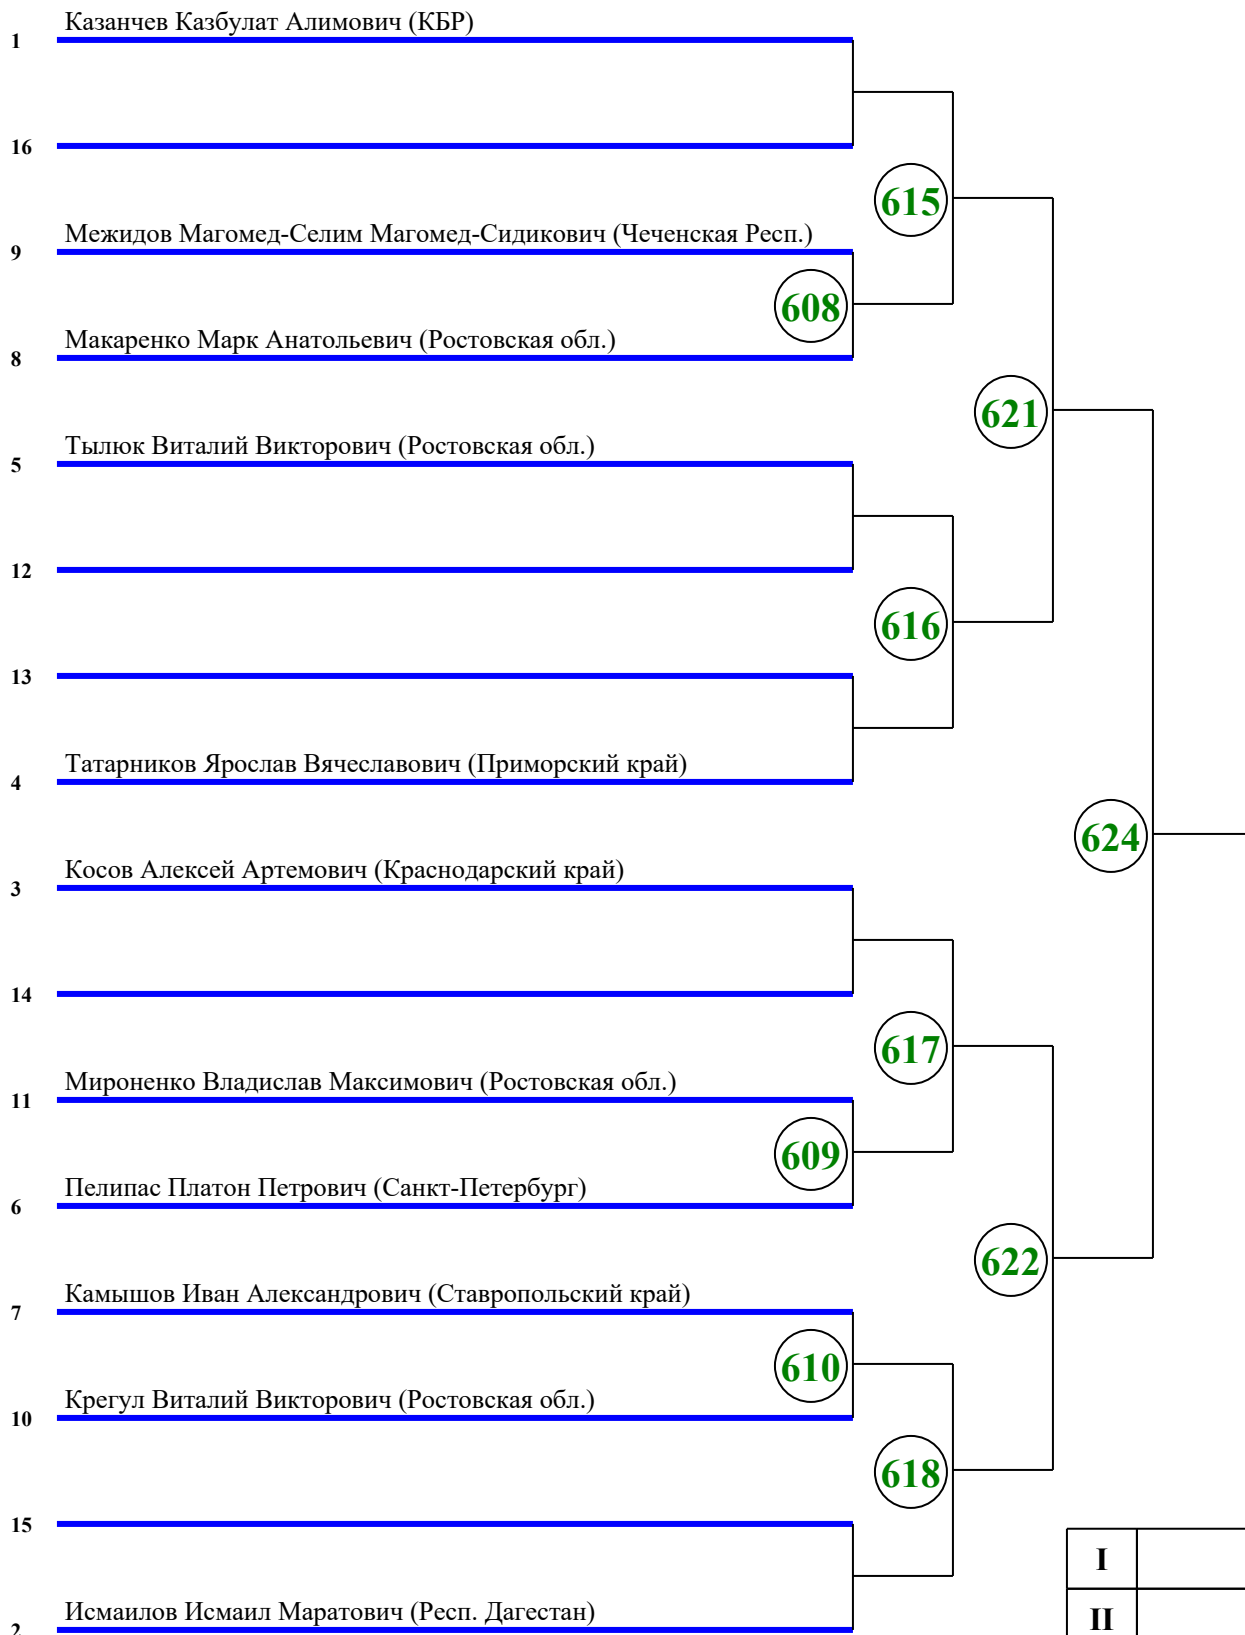 Казанчев Казбулат Алимович (КБР)
1
16
615
Межидов Магомед-Селим Магомед-Сидикович (Чеченская Респ.)
9
608
Макаренко Марк Анатольевич (Ростовская обл.)
8
621
Тылюк Виталий Викторович (Ростовская обл.)
5
12
616
13
Татарников Ярослав Вячеславович (Приморский край)
4
624
Косов Алексей Артемович (Краснодарский край)
3
14
617
Мироненко Владислав Максимович (Ростовская обл.)
11
609
Пелипас Платон Петрович (Санкт-Петербург)
6
622
Камышов Иван Александрович (Ставропольский край)
7
610
Крегул Виталий Викторович (Ростовская обл.)
10
618
15
I
Исмаилов Исмаил Маратович (Респ. Дагестан)
2
II